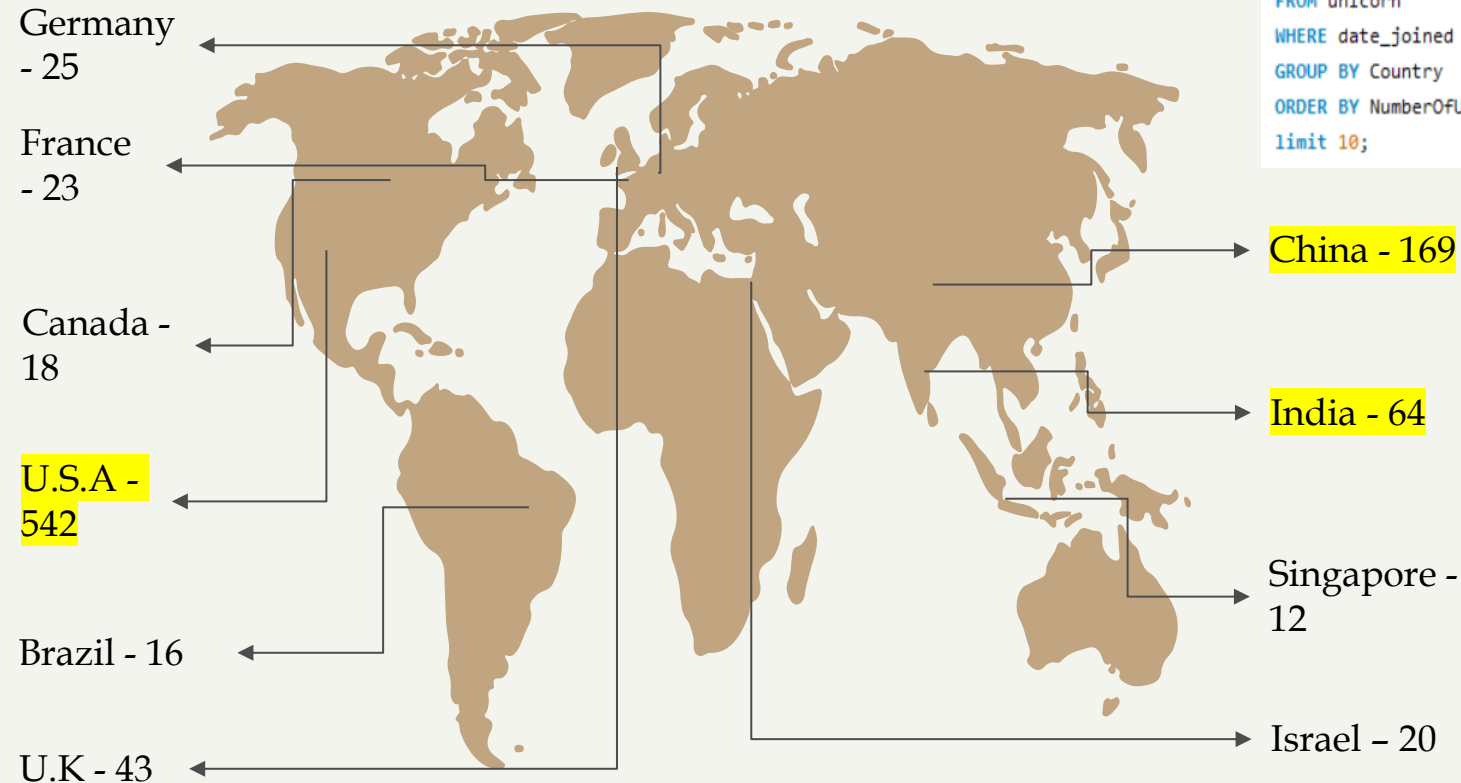 Germany
- 25
France
- 23
Canada -
18
U.S.A -
542
Brazil - 16
U.K - 43
FROM unicorn
WHERE date_joined
GROUP BY Country
ORDER BY
limit 10;
China - 169
India - 64
Singapore -
12
Israel – 20